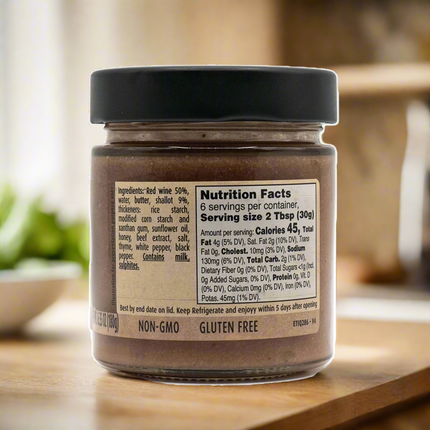 Ingredients: Red wine 50%,
water, butter, shallot 9%,
thickeners: rice starch,
modified corn starch and
xantham gum, sunflower oil,
honey, beef extract, salt,
thyme, white pepper, black
pepper. Contains milk,
sulphites.
Nutrition Facts
6 servings per container,
Serving size 2 Tbsp (30g)
Amount per serving: Calories 45, Total
Fat 4g (5% DV), Sat. Fat 2g (10% DV), Trans
Fat 0g, Cholest. 10mg (3% DV), Sodium
130mg (6% DV), Total Carb. 2g (1% DV),
Dietary Fiber 0g (0% DV), Total Sugars <1g (Incl.
0g Added Sugars, 0% DV), Protein 0g, Vit. D
(0% DV), Calcium 0mg (0% DV), Iron (0% DV),
Potas. 45mg (1% DV).
Best by end date on lid. Keep Refrigerate and enjoyy within 5 days after opening
NON-GMO GLUTEN FREE